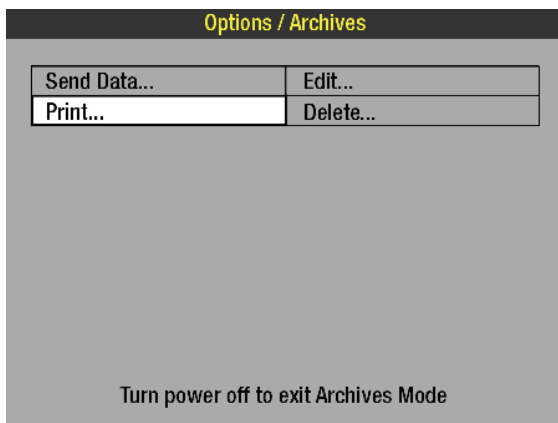 Options / Archives
Send Data... Edit...
Print... Delete...
Turn power off to exit Archives Mode